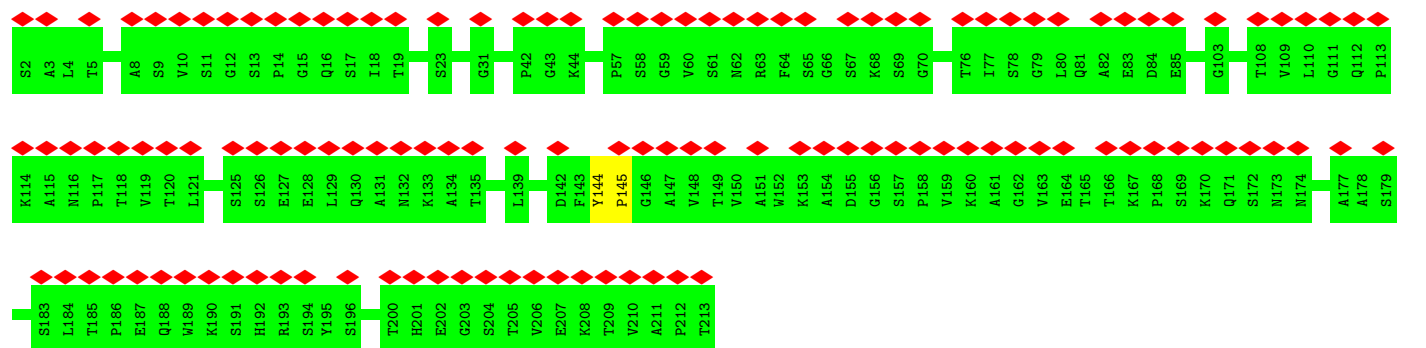 S2 A3 L4 T5 A8 S9 V10 S11 G12 S13 P14 G15 Q16 S17 I18 T19 S23 G31 P42 G43 K44 P57 S58 G59 V60 S61 N62 R63 F64 S65 G66 S67 K68 S69 G70 T76 I77 S78 G79 L80 Q81 A82 E83 D84 E85 G103 T108 V109 L110 G111 Q112 P113
K114 A115 N116 P117 T118 V119 T120 L121 S125 S126 E127 E128 L129 Q130 A131 N132 K133 A134 T135 L139 D142 F143 Y144 P145 G146 A147 V148 T149 V150 A151 W152 K153 A154 D155 G156 S157 P158 V159 K160 A161 G162 V163 E164 T165 T166 K167 P168 S169 K170 Q171 S172 N173 N174 A177 A178 S179
S183 L184 T185 P186 E187 Q188 W189 K190 S191 H192 R193 S194 Y195 S196 T200 H201 E202 G203 S204 T205 V206 E207 K208 T209 V210 A211 P212 T213